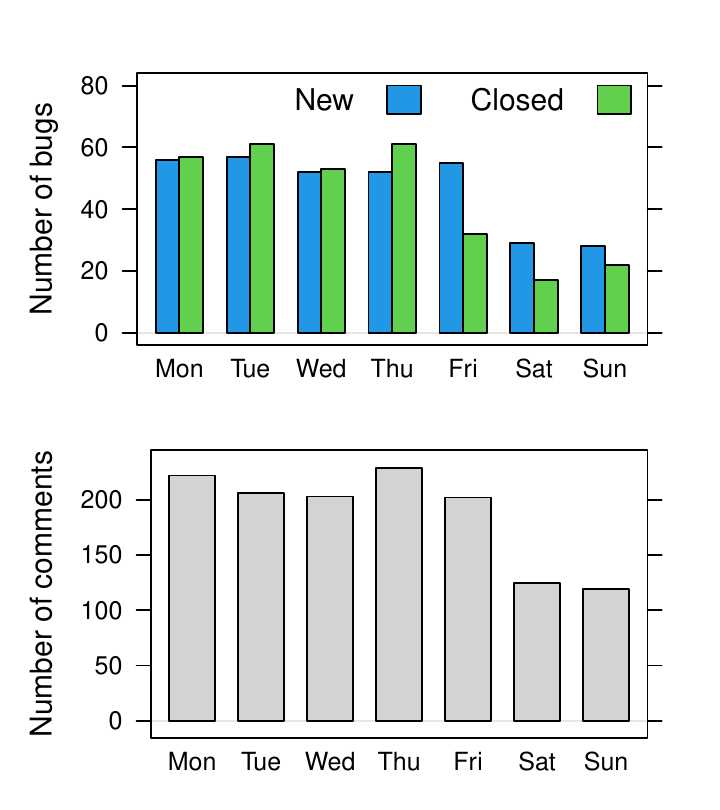 New Closed
Number of bugs
80
60
40
20
0
Mon Tue Wed Thu Fri Sat Sun
Number of comments
200
150
100
50
0
Mon Tue Wed Thu Fri Sat Sun